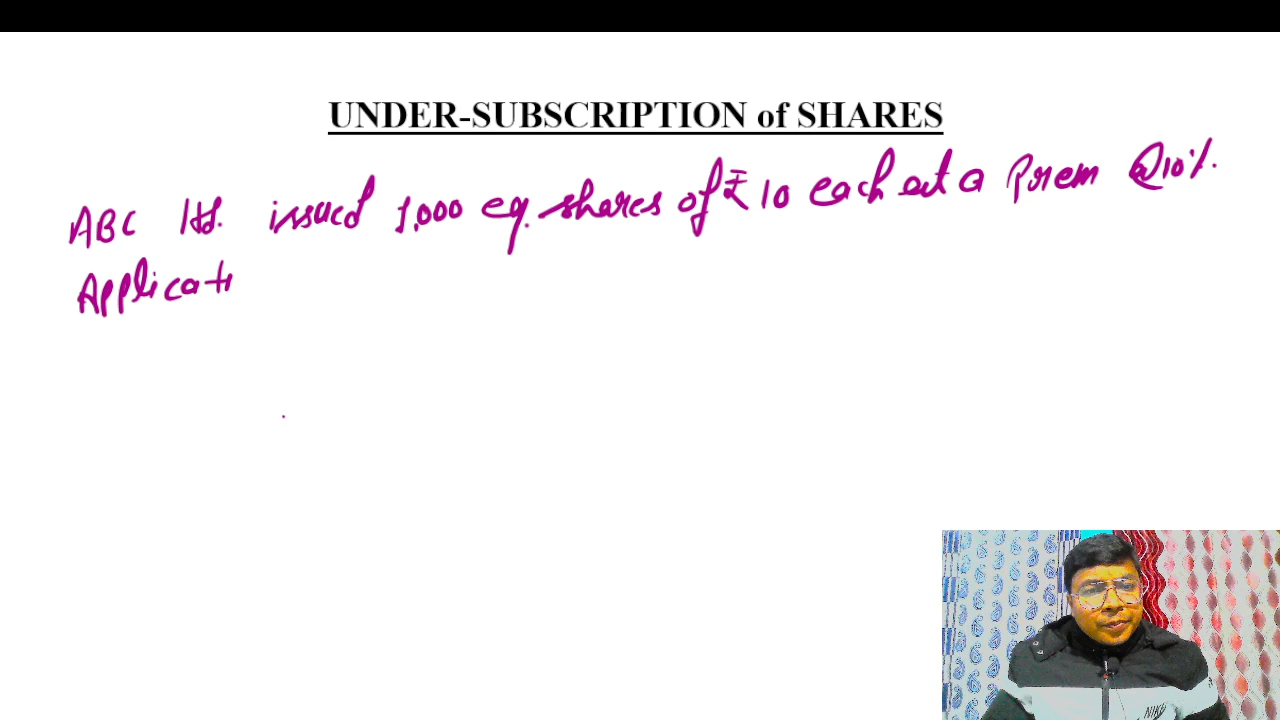 UNDER-SUBSCRIPTION of SHARES
ABC ltd. issued 1,000 eq. shares of ₹ 10 each at a Prem @10%.
Applicati